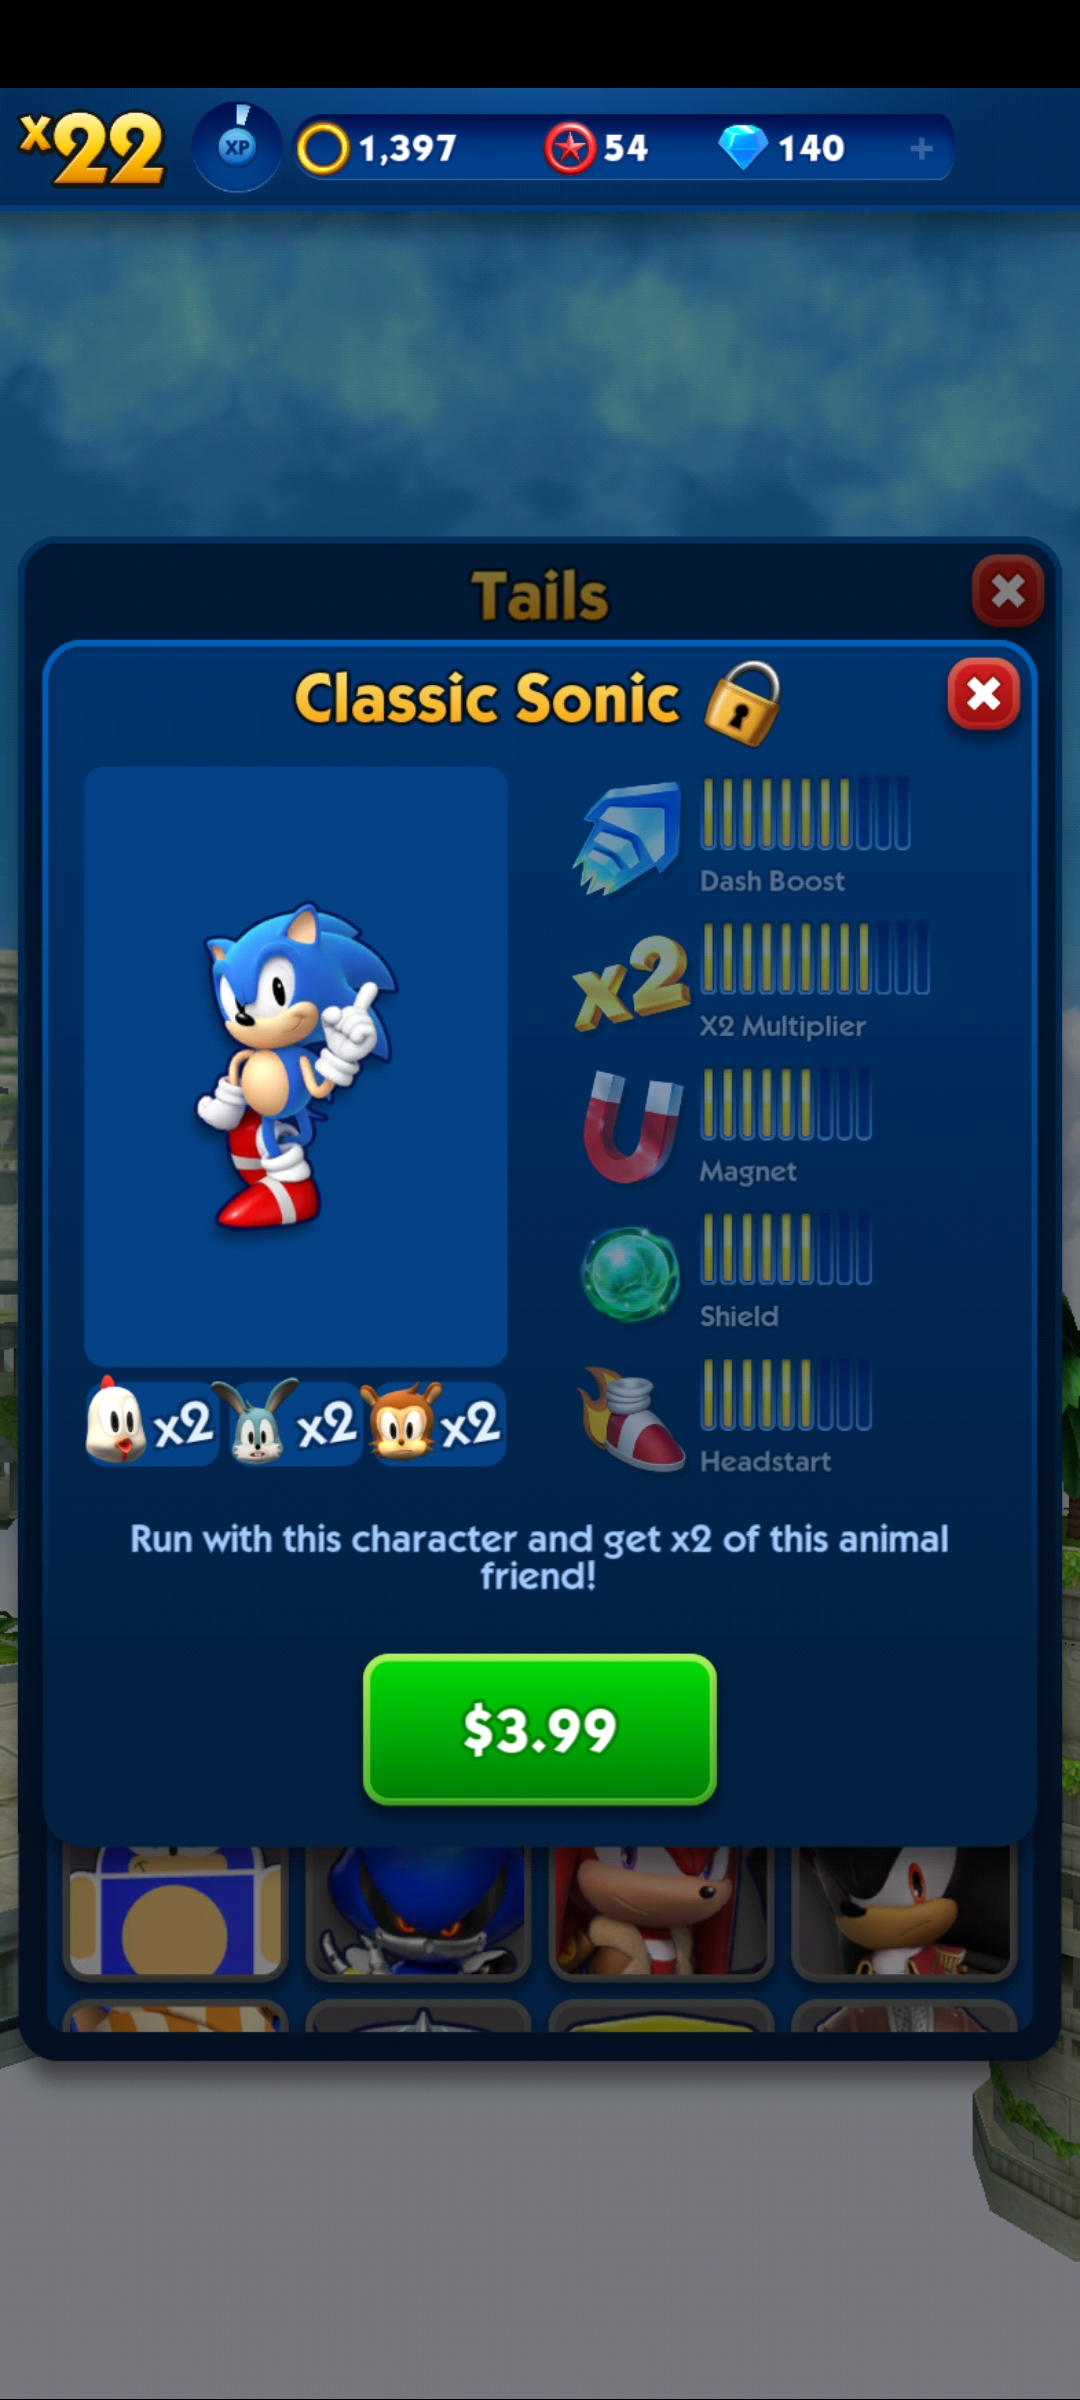 x22
XP
1,397
54
140
+
Tails
Classic Sonic
Dash Boost
x2
X2 Multiplier
Magnet
Shield
x2
x2
x2
Headstart
Run with this character and get x2 of this animal
friend!
$3.99